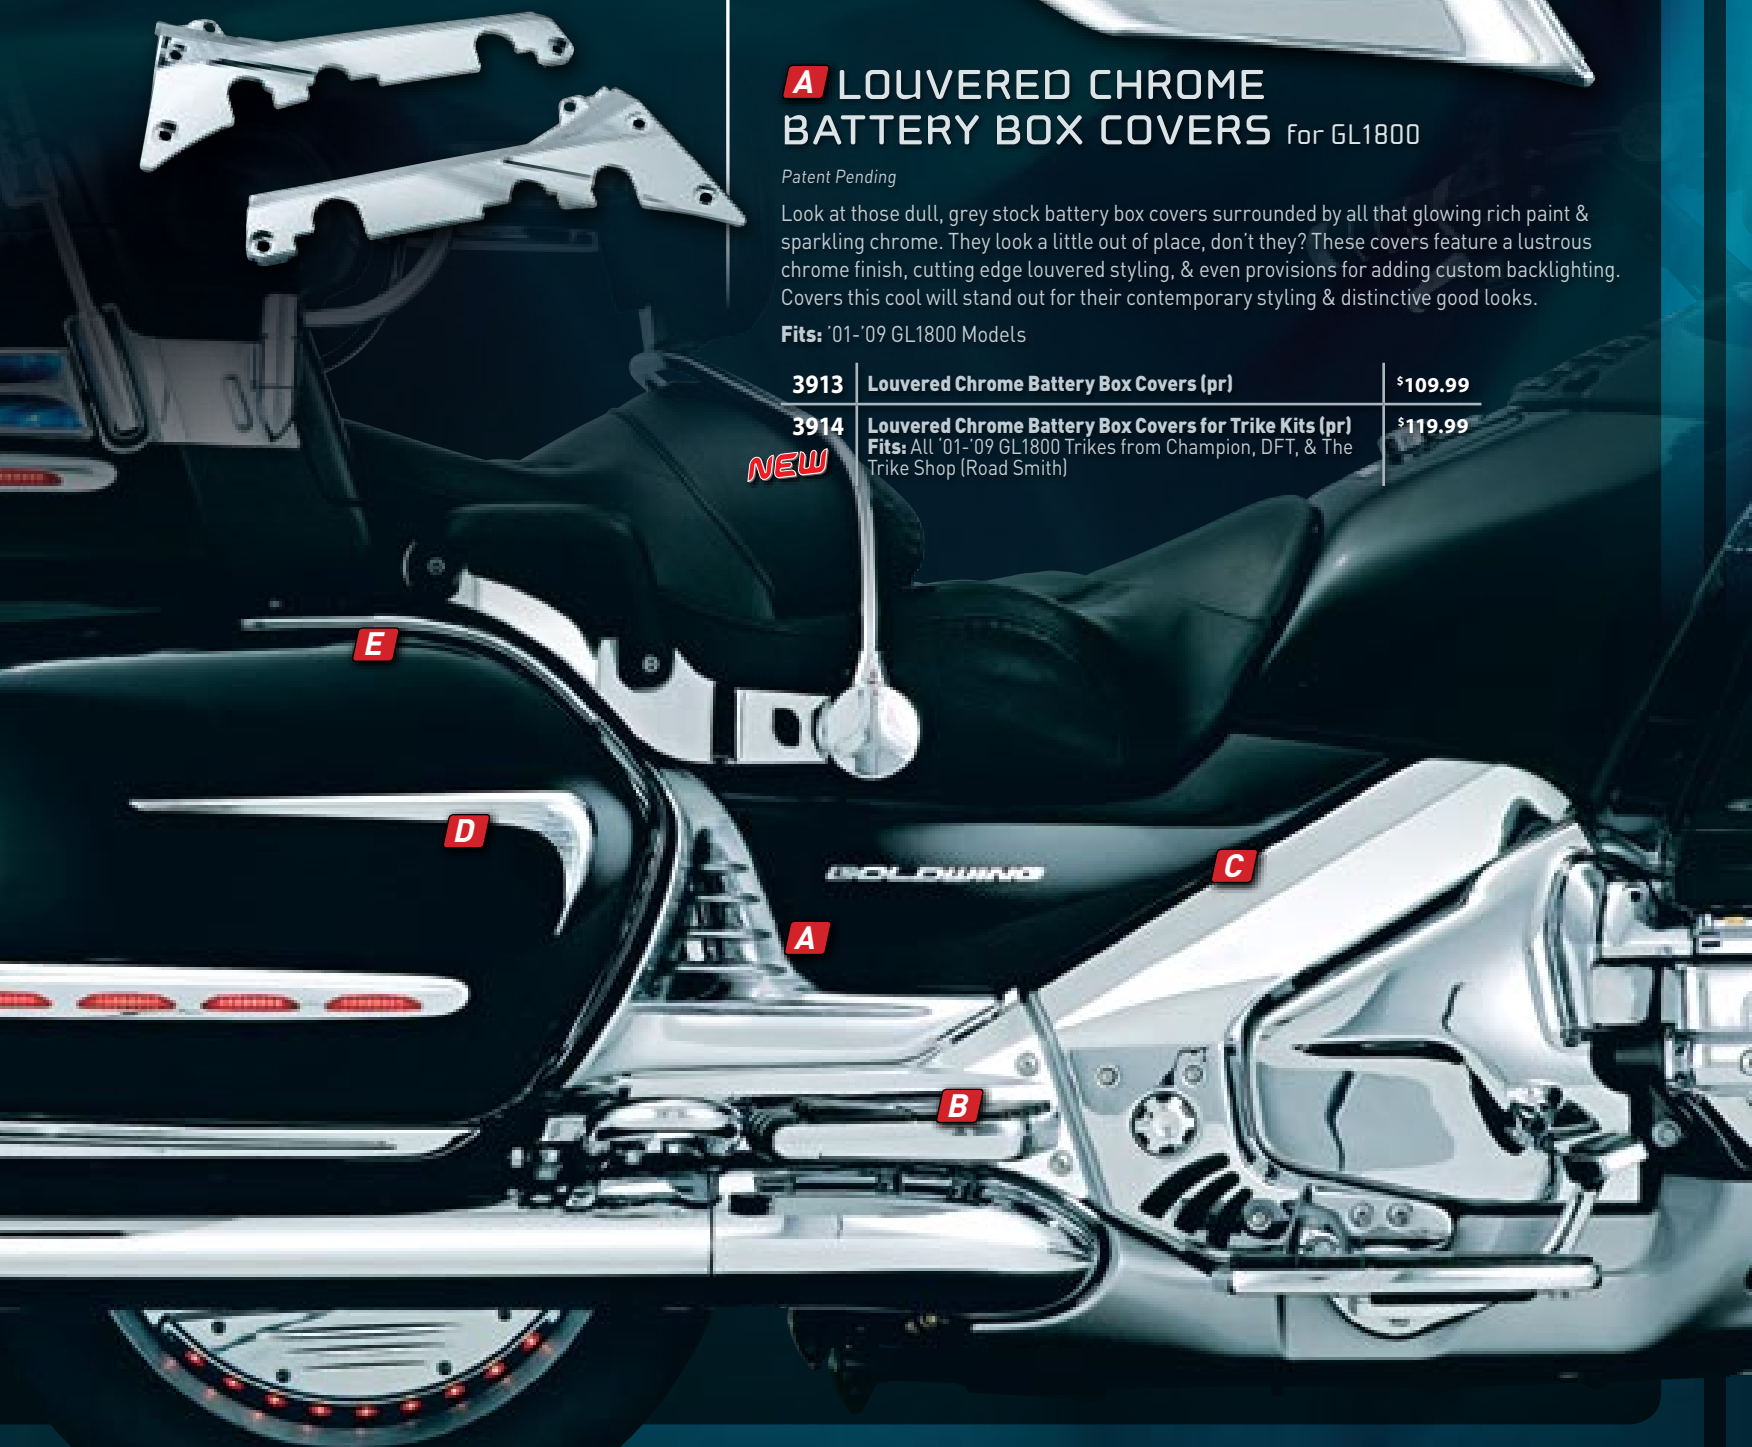 A LOUVERED CHROME
BATTERY BOX COVERS for GL1800
Patent Pending
Look at those dull, grey stock battery box covers surrounded by all that glowing rich paint &
sparkling chrome. They look a little out of place, don't they? These covers feature a lustrous
chrome finish, cutting edge louvered styling, & even provisions for adding custom backlighting.
Covers this cool will stand out for their contemporary styling & distinctive good looks.
Fits: '01-'09 GL1800 Models
3913 Louvered Chrome Battery Box Covers (pr) $109.99
3914 Louvered Chrome Battery Box Covers for Trike Kits (pr) $119.99
NEW Fits: All '01-'09 GL1800 Trikes from Champion, DFT, & The
Trike Shop (Road Smith)
E
D
GOLDWING
C
A
B